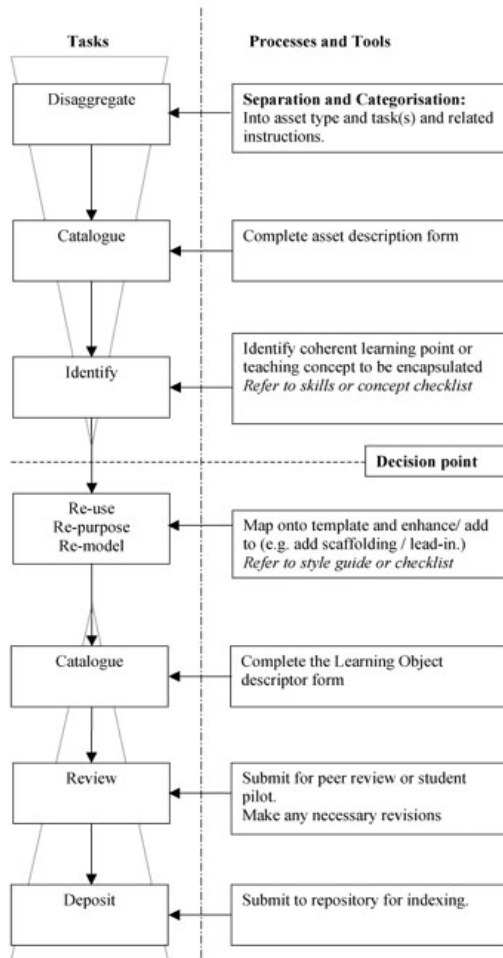 Tasks
Processes and Tools
Disaggregate
Separation and Categorisation:
Into asset type and task(s) and related
instructions.
Catalogue
Complete asset description form
Identify
Identify coherent learning point or
teaching concept to be encapsulated
Refer to skills or concept checklist
Decision point
Re-use
Re-purpose
Re-model
Map onto template and enhance/ add
to (e.g. add scaffolding / lead-in.)
Refer to style guide or checklist
Catalogue
Complete the Learning Object
descriptor form
Review
Submit for peer review or student
pilot.
Make any necessary revisions
Deposit
Submit to repository for indexing.